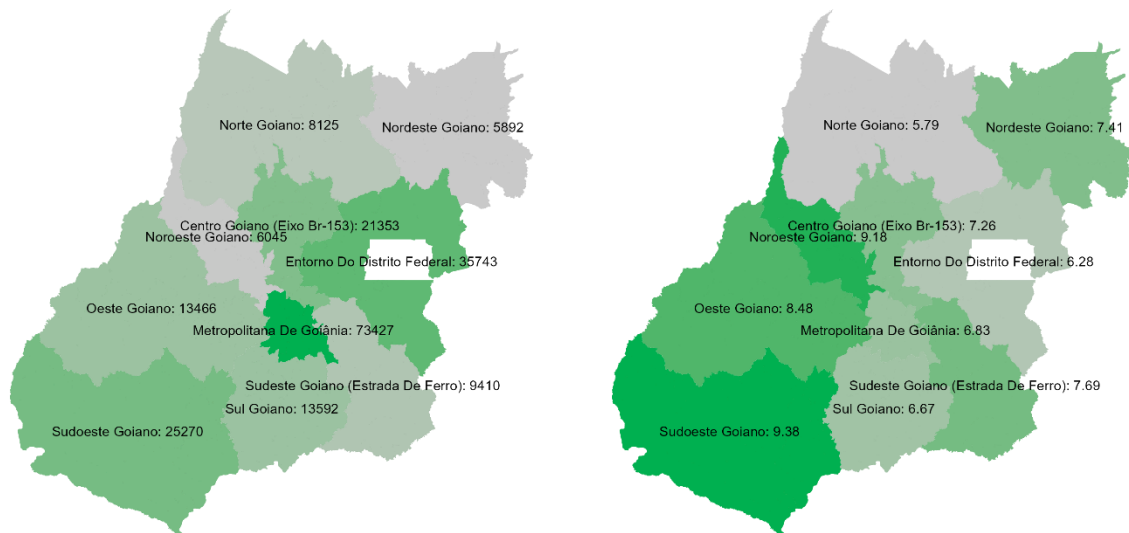 Norte Goiano: 8125
Nordeste Goiano: 5892
Centro Goiano (Eixo Br-153): 21353
Noroeste Goiano: 6045
Entorno Do Distrito Federal: 35743
Oeste Goiano: 13466
Metropolitana De Goiânia: 73427
Sudeste Goiano (Estrada De Ferro): 9410
Sul Goiano: 13592
Sudoeste Goiano: 25270
Norte Goiano: 5.79
Nordeste Goiano: 7.41
Centro Goiano (Eixo Br-153): 7.26
Noroeste Goiano: 9.18
Entorno Do Distrito Federal: 6.28
Oeste Goiano: 8.48
Metropolitana De Goiânia: 6.83
Sudeste Goiano (Estrada De Ferro): 7.69
Sul Goiano: 6.67
Sudoeste Goiano: 9.38